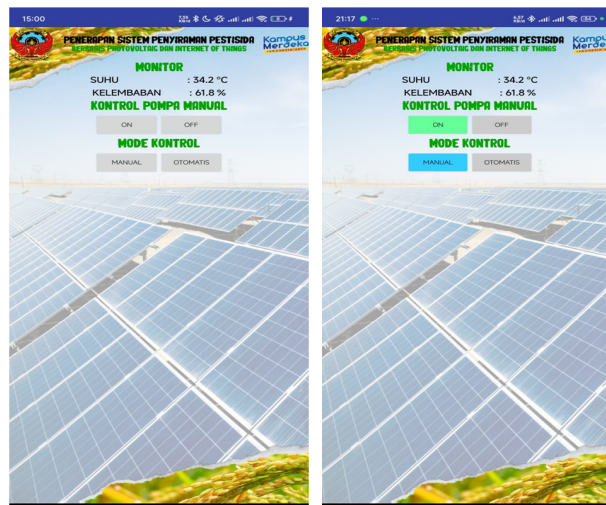 15:00
PENERAPAN SISTEM PENYIRAMAN PESTISIDA
BERBASIS PHOTOVOLTAIC DAN INTERNET OF THINGS
Kampus
Merdeka
MONITOR
SUHU : 34.2 °C
KELEMBABAN : 61.8 %
KONTROL POMPA MANUAL
ON OFF
MODE KONTROL
MANUAL OTOMATIS
21:17
PENERAPAN SISTEM PENYIRAMAN PESTISIDA
BERBASIS PHOTOVOLTAIC DAN INTERNET OF THINGS
Kampus
Merdeka
MONITOR
SUHU : 34.2 °C
KELEMBABAN : 61.8 %
KONTROL POMPA MANUAL
ON OFF
MODE KONTROL
MANUAL OTOMATIS